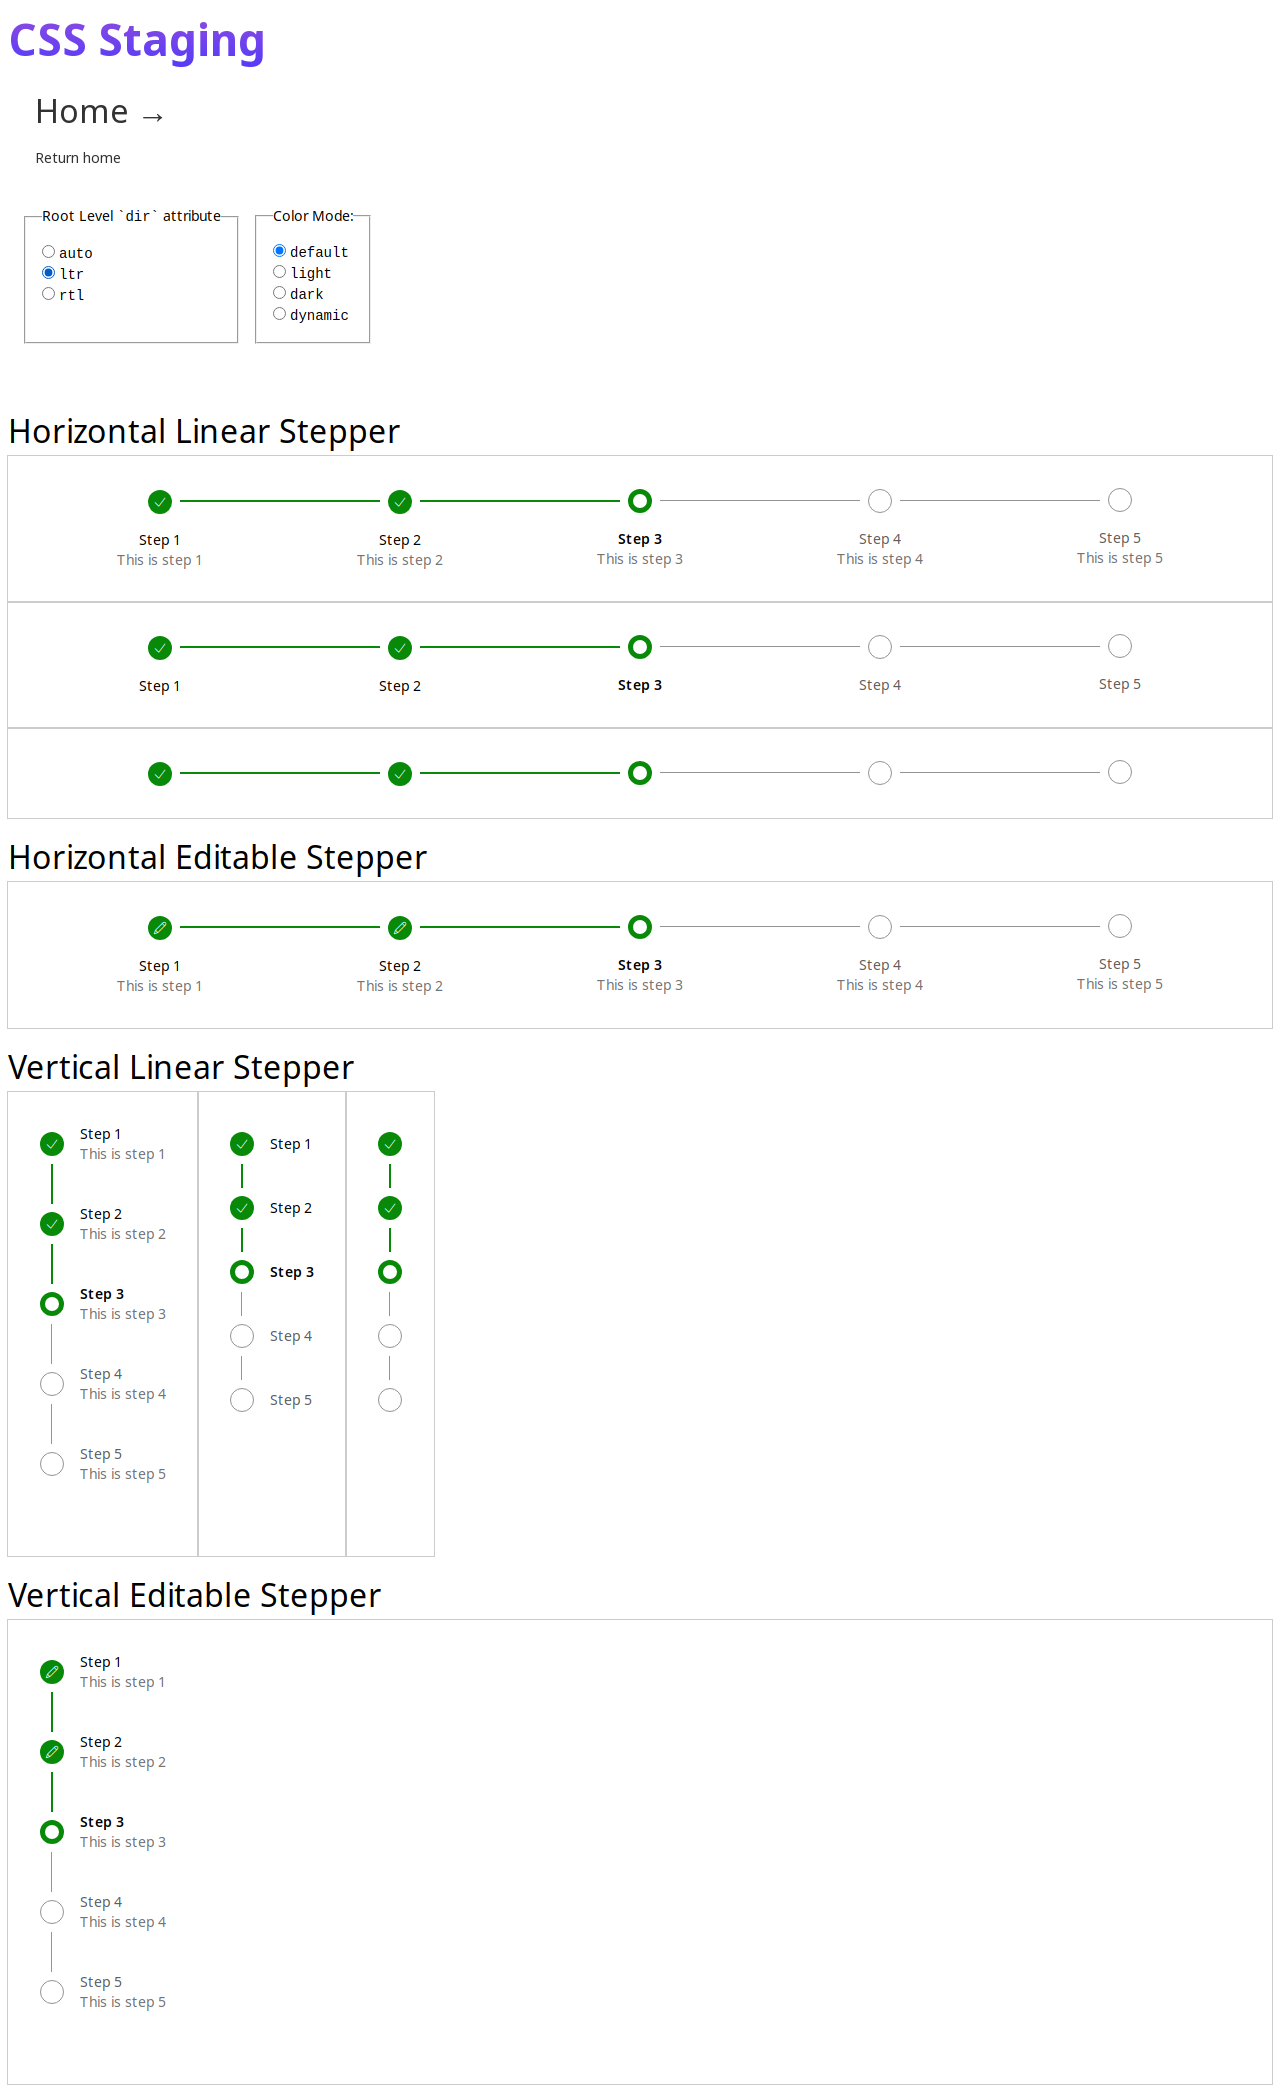 CSS Staging
Home →
Return home
Root Level `dir` attribute
auto
ltr
rtl
Color Mode:
default
light
dark
dynamic
Horizontal Linear Stepper
Step 1 Step 2 Step 3 Step 4 Step 5
This is step 1 This is step 2 This is step 3 This is step 4 This is step 5
Step 1 Step 2 Step 3 Step 4 Step 5
Horizontal Editable Stepper
Step 1 Step 2 Step 3 Step 4 Step 5
This is step 1 This is step 2 This is step 3 This is step 4 This is step 5
Vertical Linear Stepper
Step 1
This is step 1
Step 2
This is step 2
Step 3
This is step 3
Step 4
This is step 4
Step 5
This is step 5
Step 1
Step 2
Step 3
Step 4
Step 5
Vertical Editable Stepper
Step 1
This is step 1
Step 2
This is step 2
Step 3
This is step 3
Step 4
This is step 4
Step 5
This is step 5